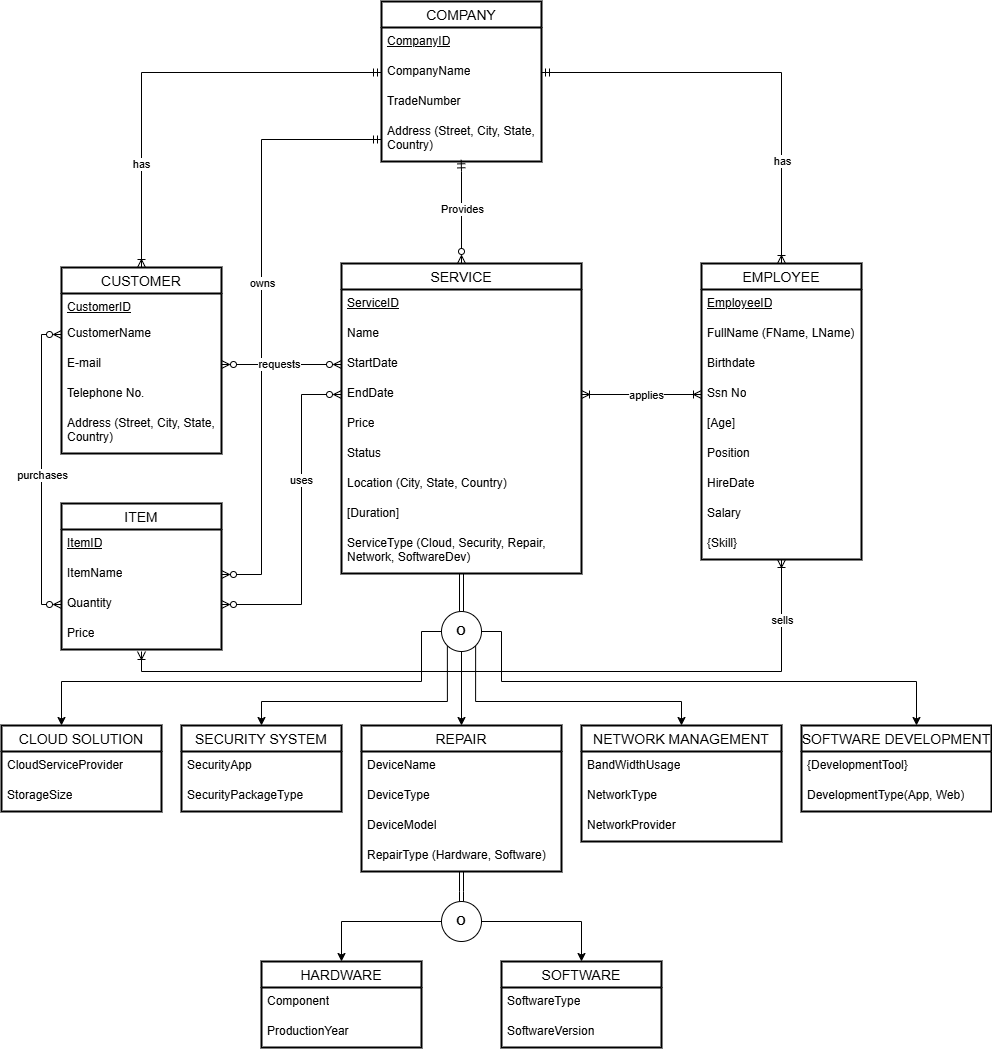 COMPANY
CompanyID
CompanyName
TradeNumber
Address (Street, City, State,
Country)
has
has
Provides
owns
CUSTOMER
CustomerID
CustomerName
E-mail
Telephone No.
Address (Street, City, State,
Country)
requests
SERVICE
ServiceID
Name
StartDate
EndDate
Price
Status
Location (City, State, Country)
[Duration]
ServiceType (Cloud, Security, Repair,
Network, SoftwareDev)
applies
EMPLOYEE
EmployeeID
FullName (FName, LName)
Birthdate
Ssn No
[Age]
Position
HireDate
Salary
{Skill}
purchases
uses
ITEM
ItemID
ItemName
Quantity
Price
sells
O
CLOUD SOLUTION
CloudServiceProvider
StorageSize
SECURITY SYSTEM
SecurityApp
SecurityPackageType
REPAIR
DeviceName
DeviceType
DeviceModel
RepairType (Hardware, Software)
NETWORK MANAGEMENT
BandWidthUsage
NetworkType
NetworkProvider
SOFTWARE DEVELOPMENT
{DevelopmentTool}
DevelopmentType(App, Web)
O
HARDWARE
Component
ProductionYear
SOFTWARE
SoftwareType
SoftwareVersion